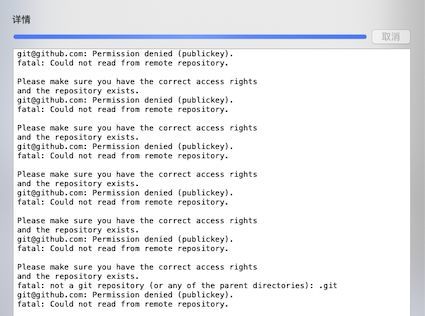 详情
取消
git@github.com: Permission denied (publickey).
fatal: Could not read from remote repository.
Please make sure you have the correct access rights
and the repository exists.
git@github.com: Permission denied (publickey).
fatal: Could not read from remote repository.
Please make sure you have the correct access rights
and the repository exists.
git@github.com: Permission denied (publickey).
fatal: Could not read from remote repository.
Please make sure you have the correct access rights
and the repository exists.
git@github.com: Permission denied (publickey).
fatal: Could not read from remote repository.
Please make sure you have the correct access rights
and the repository exists.
git@github.com: Permission denied (publickey).
fatal: Could not read from remote repository.
Please make sure you have the correct access rights
and the repository exists.
fatal: not a git repository (or any of the parent directories): .git
git@github.com: Permission denied (publickey).
fatal: Could not read from remote repository.